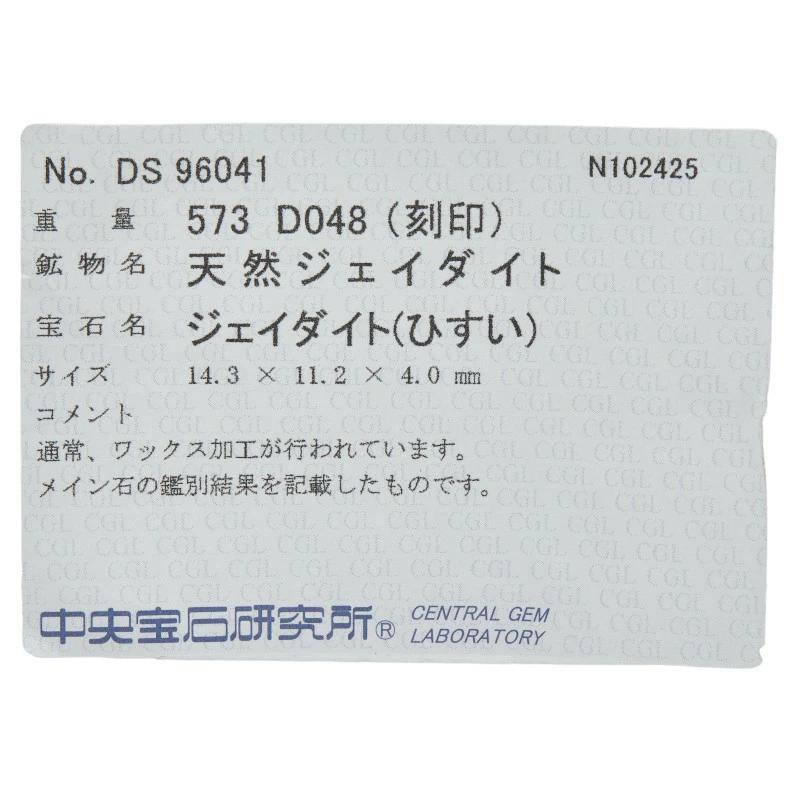 No. DS 96041 N102425
重量 573 D048 (刻印)
鉱物名 天然ジェイダイト
宝石名 ジェイダイト(ひすい)
サイズ 14.3 × 11.2 × 4.0 mm
コメント
通常、ワックス加工が行われています。
メイン石の鑑別結果を記載したものです。
中央宝石研究所® CENTRAL GEM
LABORATORY